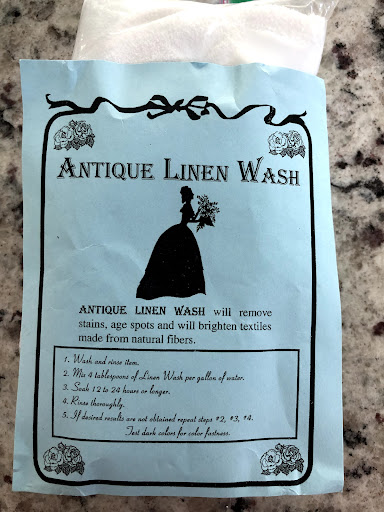 ANTIQUE LINEN WASH
ANTIQUE LINEN WASH will remove
stains, age spots and will brighten textiles
made from natural fibers.
1. Wash and rinse item.
2. Mix 4 tablespoons of Linen Wash per gallon of water.
3. Soak 12 to 24 hours or longer.
4. Rinse thoroughly.
5. If desired results are not obtained repeat steps #2, #3, #4.
Test dark colors for color fastness.